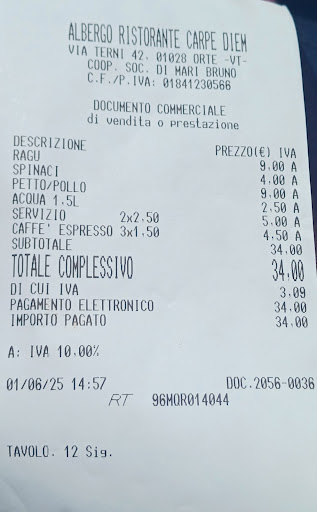 ALBERGO RISTORANTE CARPE DIEM
VIA TERNI 42. 01028 ORTE -VT-
COOP. SOC. DI MARI BRUNO
C.F./P.IVA: 01841230566
DOCUMENTO COMMERCIALE
di vendita o prestazione
DESCRIZIONE PREZZO(€) IVA
RAGU 9.00 A
SPINACI 4.00 A
PETTO/POLLO 9.00 A
ACQUA 1.5L 2.50 A
SERVIZIO 2x2.50 5.00 A
CAFFE' ESPRESSO 3x1.50 4.50 A
SUBTOTALE 34.00
TOTALE COMPLESSIVO 34.00
DI CUI IVA 3.09
PAGAMENTO ELETTRONICO 34.00
IMPORTO PAGATO 34.00
A: IVA 10.00%
01/06/25 14:57 DOC.2056-0036
RT 96MQR014044
TAVOLO. 12 Sig.